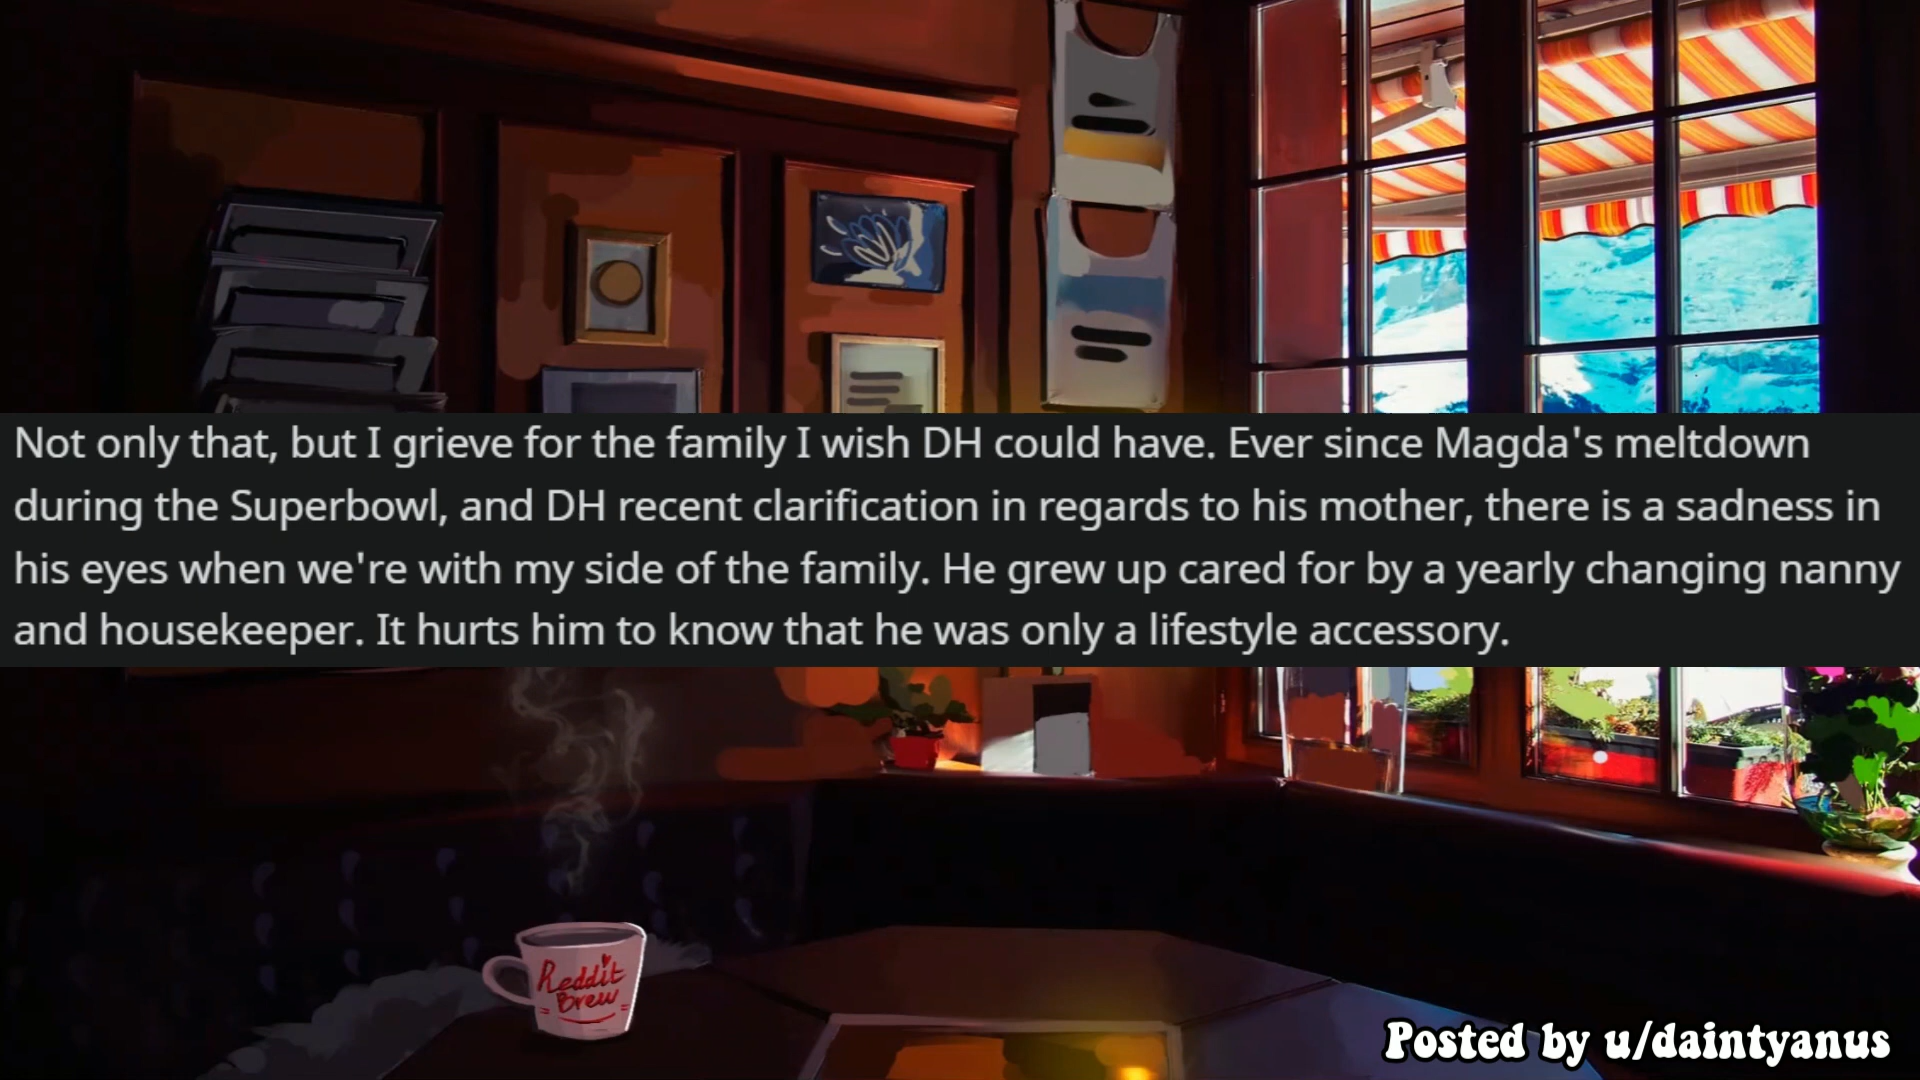 Not only that, but I grieve for the family I wish DH could have. Ever since Magda's meltdown
during the Superbowl, and DH recent clarification in regards to his mother, there is a sadness in
his eyes when we're with my side of the family. He grew up cared for by a yearly changing nanny
and housekeeper. It hurts him to know that he was only a lifestyle accessory.
Reddit
Brew
Posted by u/daintyanus